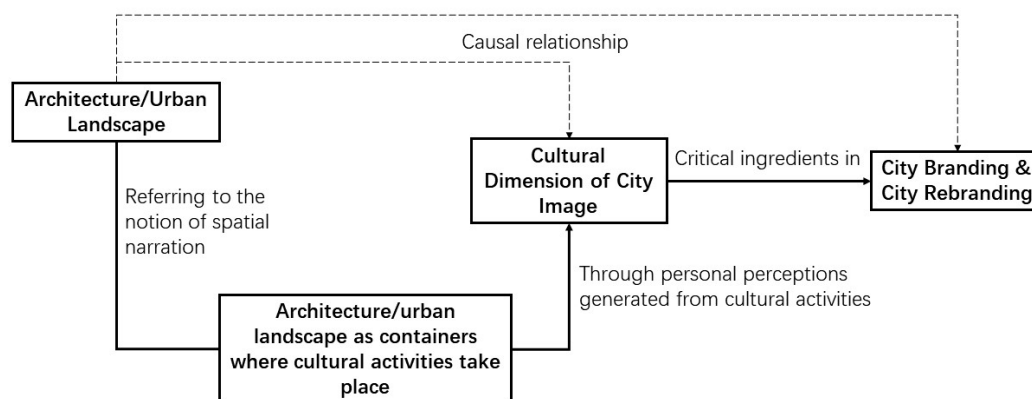 Causal relationship
Architecture/Urban
Landscape
Cultural
Dimension of City
Image
Critical ingredients in
City Branding &
City Rebranding
Referring to the
notion of spatial
narration
Through personal perceptions
generated from cultural activities
Architecture/urban
landscape as containers
where cultural activities take
place